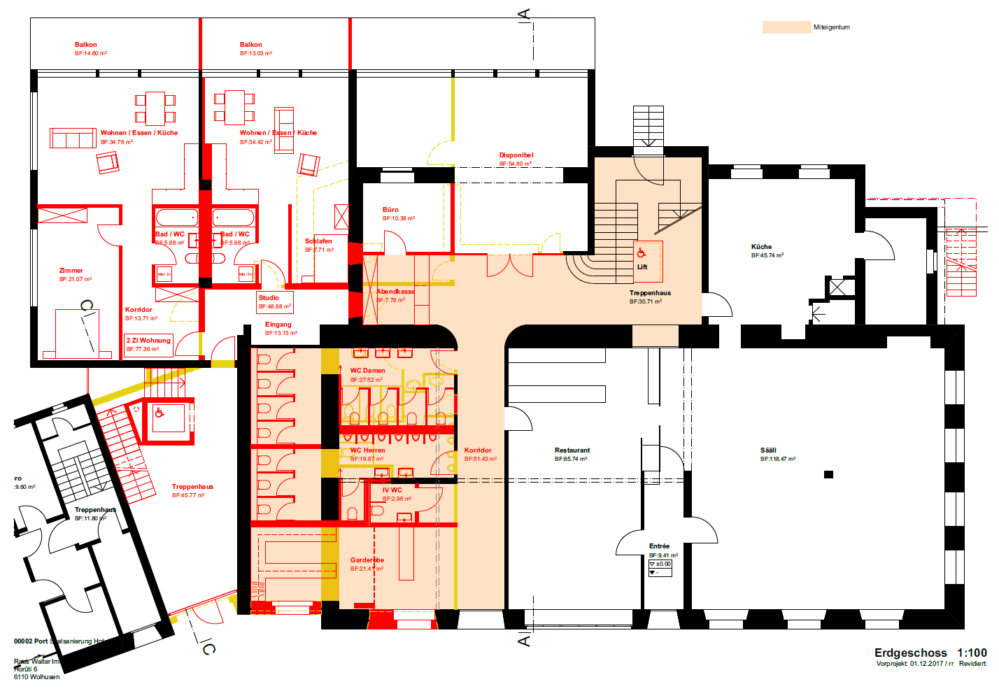 A
Miteigentum
Balkon
BF:14.60 m²
Balkon
BF:13.03 m²
Wohnen / Essen / Küche
BF:34.76 m²
Wohnen / Essen / Küche
BF:34.42 m²
Disponibel
BF:54.80 m²
Büro
BF:10.38 m²
Bad / WC
BF:5.68 m²
Bad / WC
BF:5.68 m²
Schlafen
BF:7.71 m²
Küche
BF:45.74 m²
Zimmer
BF:21.07 m²
WM / TU
WM / TU
Lift
Abendkasse
BF:7.78 m²
Treppenhaus
BF:30.71 m²
Studio
BF:48.88 m²
C
Korridor
BF:13.71 m²
Eingang
BF:13.13 m²
2 Zi Wohnung
BF:77.36 m²
WC Damen
BF:27.52 m²
WC Herren
BF:19.87 m²
Korridor
BF:51.43 m²
Restaurant
BF:65.74 m²
Sääli
BF:118.47 m²
:9.60 m²
Treppenhaus
BF:45.77 m²
IV WC
BF:2.96 m²
Treppenhaus
BF:11.80 m²
Entrée
BF:9.41 m²
±0.00
-
Garderobe
BF:21.41 m²
A
C
00002 Port
Rees Walter
Horüti 6
6110 Wolhusen
Erdgeschoss 1:100
Vorprojekt: 01.12.2017 / rr Revidiert: